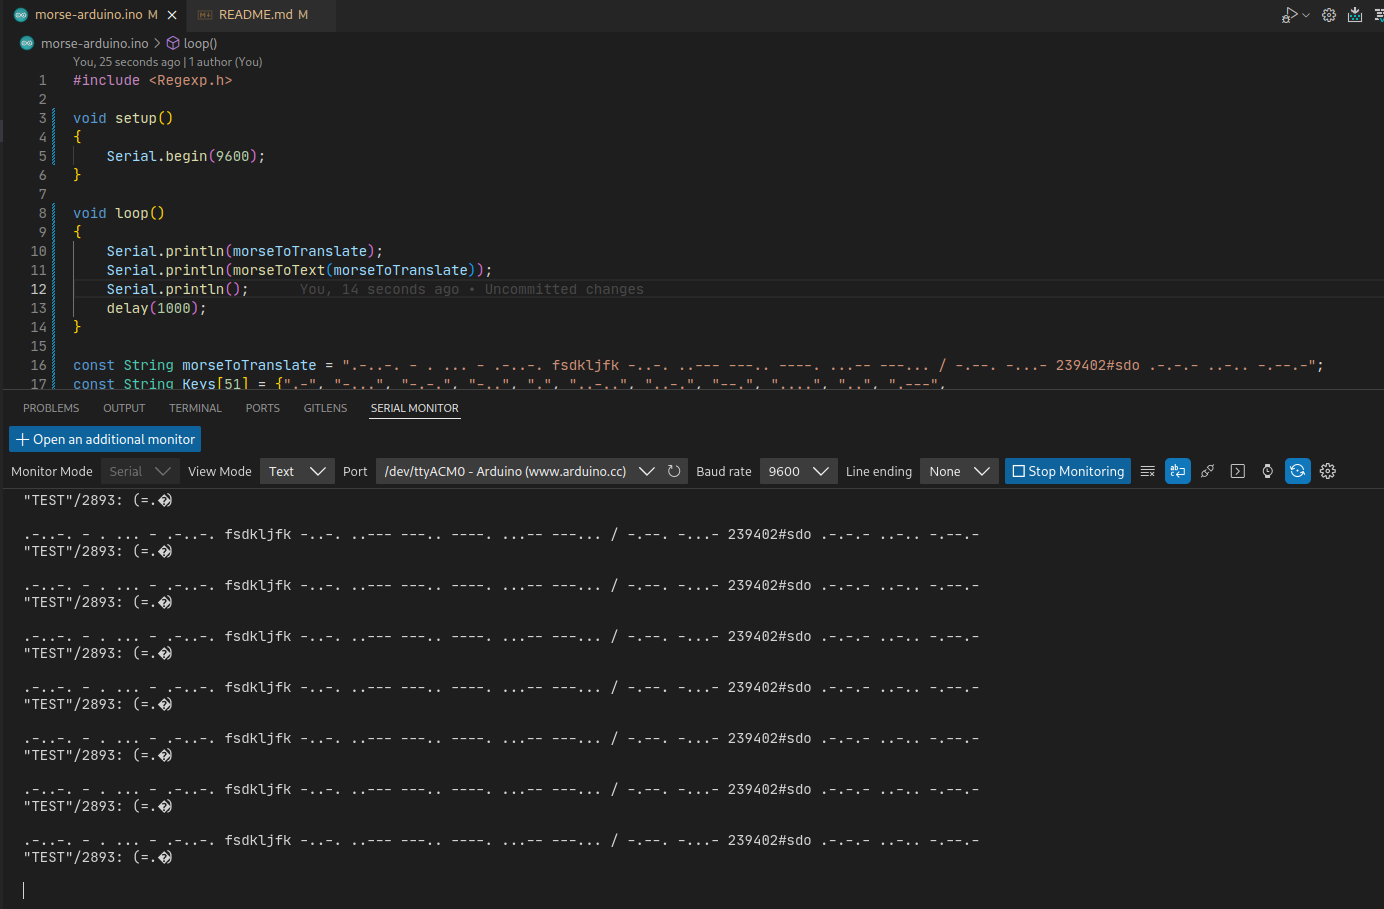 morse-arduino.ino M
README.md M
morse-arduino.ino > loop()
You, 25 seconds ago | 1 author (You)
1 #include <Regexp.h>
2
3 void setup()
4 {
5 Serial.begin(9600);
6 }
7
8 void loop()
9 {
10 Serial.println(morseToTranslate);
11 Serial.println(morseToText(morseToTranslate));
12 Serial.println(); You, 14 seconds ago • Uncommitted changes
13 delay(1000);
14 }
15
16 const String morseToTranslate = ".-..-. - . ... - .-..-. fsdkljfk -..-. ..--- ---.. ----. ...-- ---... / -.--. -...- 239402#sdo .-.-.- ..-.. -.--.-";
17 const String Keys[51] = {".-", "-...", "-.-.", "-..", ".", "..-..", "..-.", "--.", "....", "..", ".---",
PROBLEMS OUTPUT TERMINAL PORTS GITLENS SERIAL MONITOR
Open an additional monitor
Monitor Mode Serial View Mode Text Port /dev/ttyACM0 - Arduino (www.arduino.cc) Baud rate 9600 Line ending None Stop Monitoring
"TEST"/2893: (=.�)
.-..-. - . ... - .-..-. fsdkljfk -..-. ..--- ---.. ----. ...-- ---... / -.--. -...- 239402#sdo .-.-.- ..-.. -.--.-
"TEST"/2893: (=.�)
.-..-. - . ... - .-..-. fsdkljfk -..-. ..--- ---.. ----. ...-- ---... / -.--. -...- 239402#sdo .-.-.- ..-.. -.--.-
"TEST"/2893: (=.�)
.-..-. - . ... - .-..-. fsdkljfk -..-. ..--- ---.. ----. ...-- ---... / -.--. -...- 239402#sdo .-.-.- ..-.. -.--.-
"TEST"/2893: (=.�)
.-..-. - . ... - .-..-. fsdkljfk -..-. ..--- ---.. ----. ...-- ---... / -.--. -...- 239402#sdo .-.-.- ..-.. -.--.-
"TEST"/2893: (=.�)
.-..-. - . ... - .-..-. fsdkljfk -..-. ..--- ---.. ----. ...-- ---... / -.--. -...- 239402#sdo .-.-.- ..-.. -.--.-
"TEST"/2893: (=.�)
.-..-. - . ... - .-..-. fsdkljfk -..-. ..--- ---.. ----. ...-- ---... / -.--. -...- 239402#sdo .-.-.- ..-.. -.--.-
"TEST"/2893: (=.�)
.-..-. - . ... - .-..-. fsdkljfk -..-. ..--- ---.. ----. ...-- ---... / -.--. -...- 239402#sdo .-.-.- ..-.. -.--.-
"TEST"/2893: (=.�)